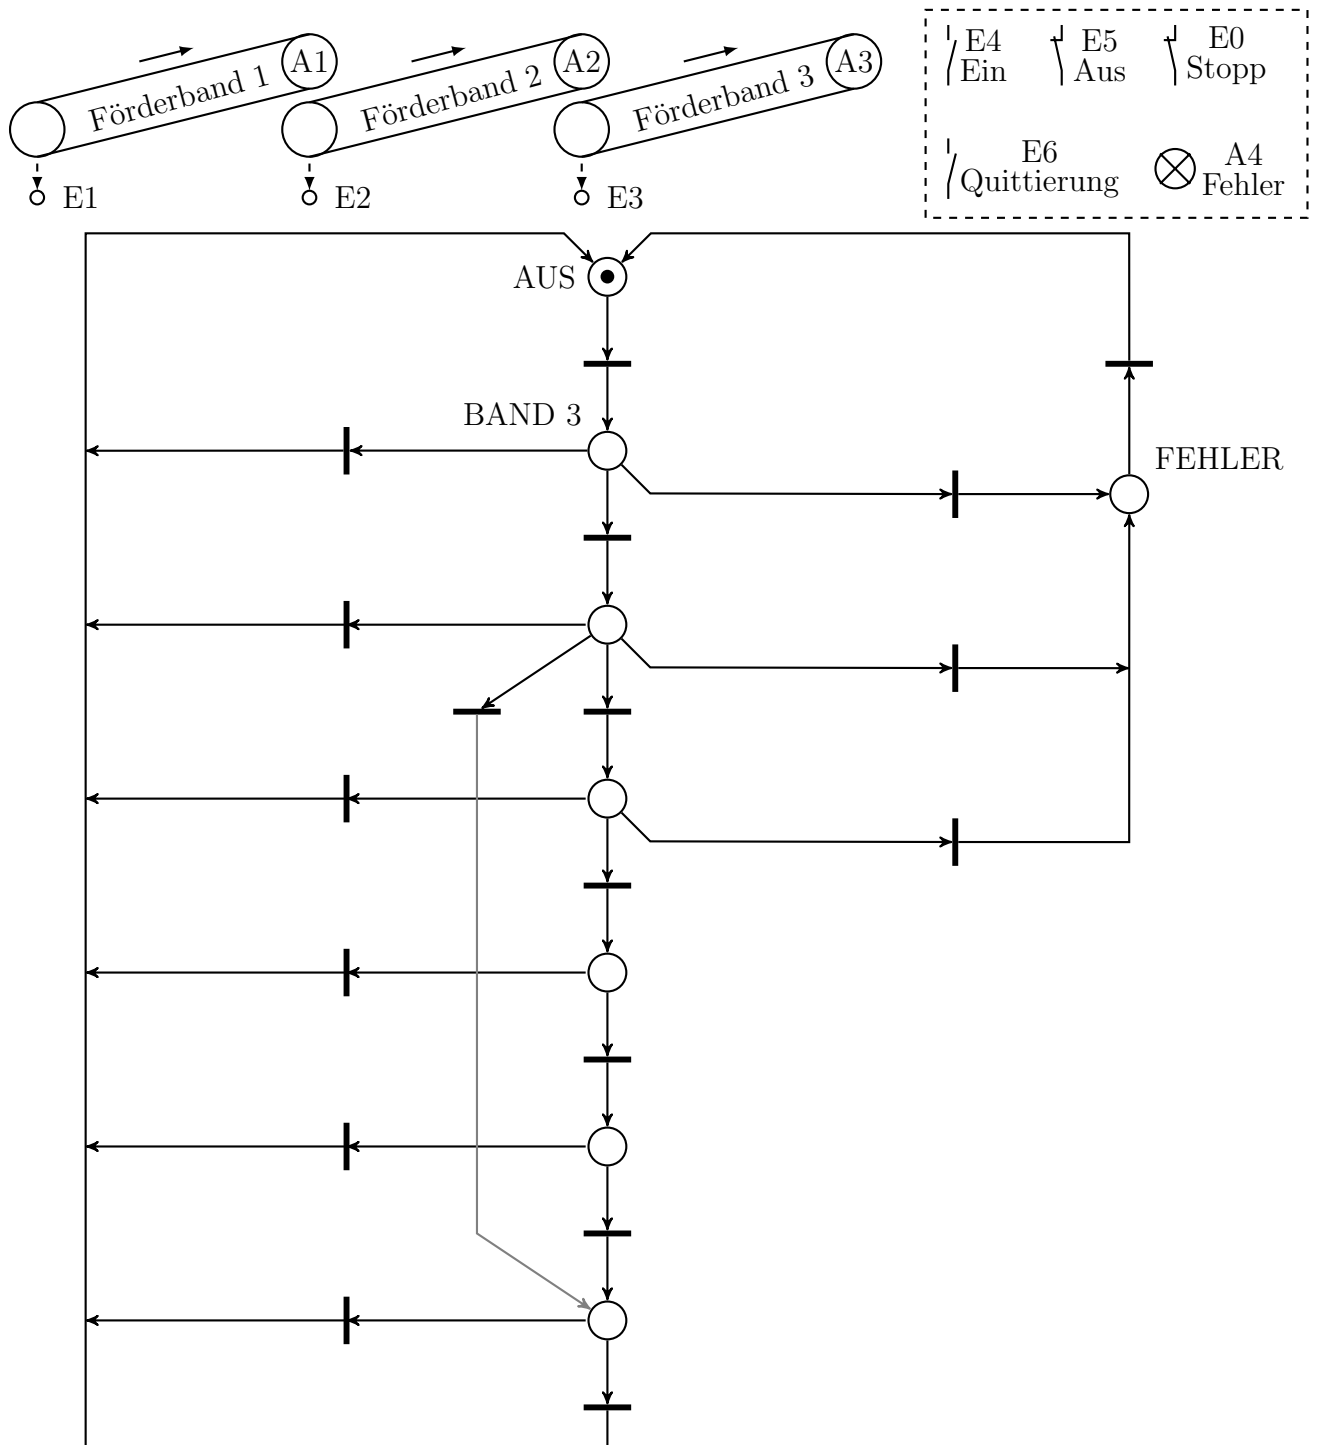 Förderband 1
A1
Förderband 2
A2
Förderband 3
A3
E1
E2
E3
E4
Ein
E5
Aus
E0
Stopp
E6
Quittierung
A4
Fehler
AUS
BAND 3
FEHLER